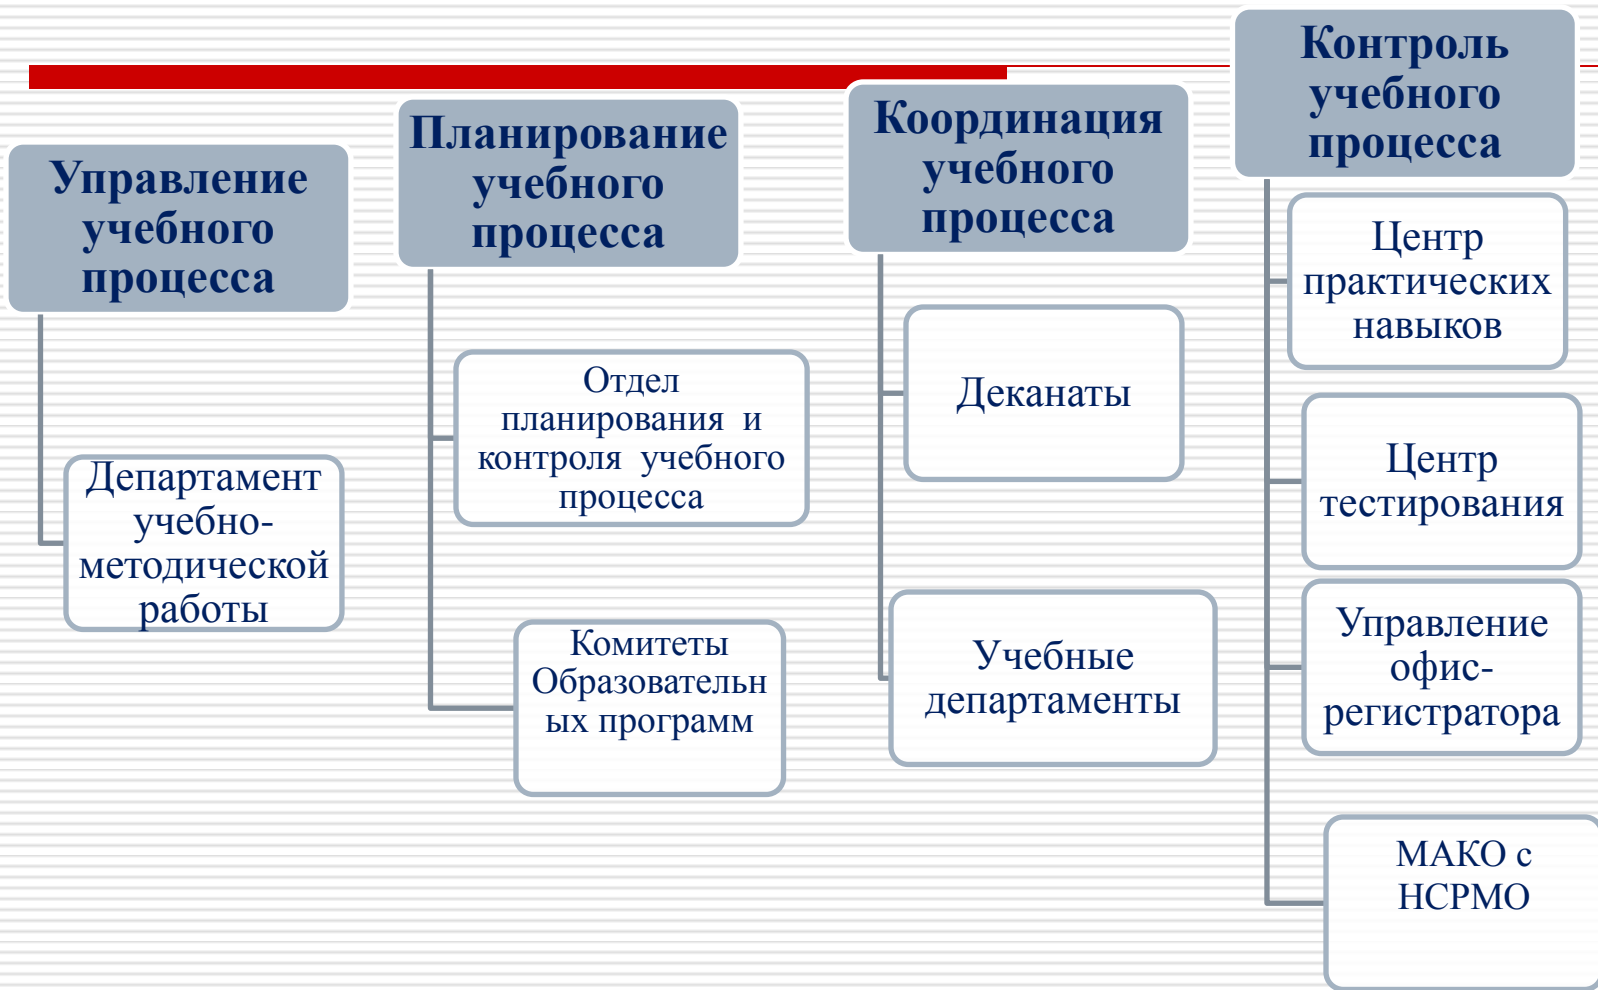 Управление
учебного
процесса
Департамент
учебно-
методической
работы
Планирование
учебного
процесса
Отдел
планирования и
контроля учебного
процесса
Комитеты
Образовательн
ых программ
Координация
учебного
процесса
Деканаты
Учебные
департаменты
Контроль
учебного
процесса
Центр
практических
навыков
Центр
тестирования
Управление
офис-
регистратора
МАКО с
НСРМО